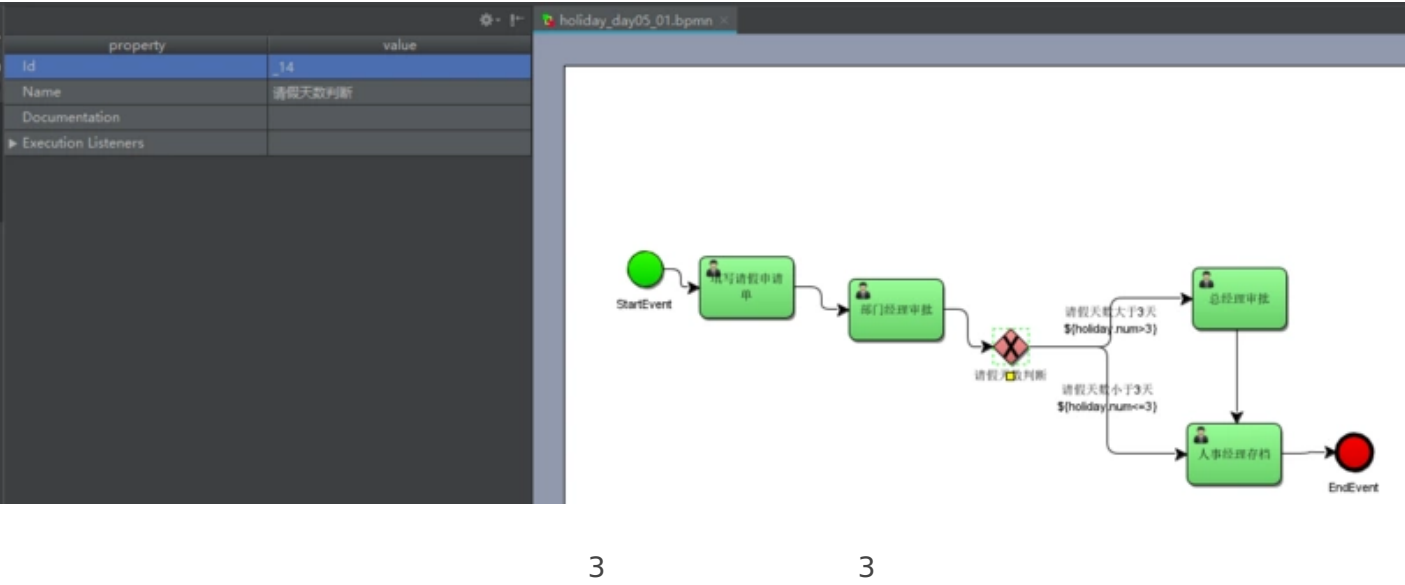 holiday_day05_01.bpmn
property value
Id _14
Name 请假天数判断
Documentation
Execution Listeners
StartEvent
填写请假申请
单
部门经理审批
请假天数判断
请假天数大于3天
${holiday.num>3}
总经理审批
请假天数小于3天
${holiday.num<=3}
人事经理存档
EndEvent
3 3